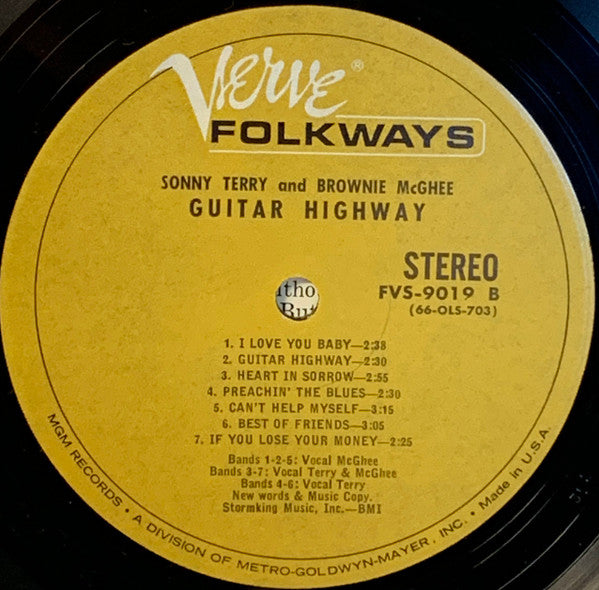 Verve®
FOLKWAYS
SONNY TERRY and BROWNIE McGHEE
GUITAR HIGHWAY
STEREO
FVS-9019 B
(66-OLS-703)
itho
But
1. I LOVE YOU BABY—2:38
2. GUITAR HIGHWAY—2:30
3. HEART IN SORROW—2:55
4. PREACHIN' THE BLUES—2:30
5. CAN'T HELP MYSELF—3:15
6. BEST OF FRIENDS—3:05
7. IF YOU LOSE YOUR MONEY—2:25
Bands 1-2-5: Vocal McGhee
Bands 3-7: Vocal Terry & McGhee
Bands 4-6: Vocal Terry
New words & Music Copy.
Stormking Music, Inc.—BMI
MGM RECORDS • A DIVISION OF METRO-GOLDWYN-MAYER, INC. • Made in U.S.A.